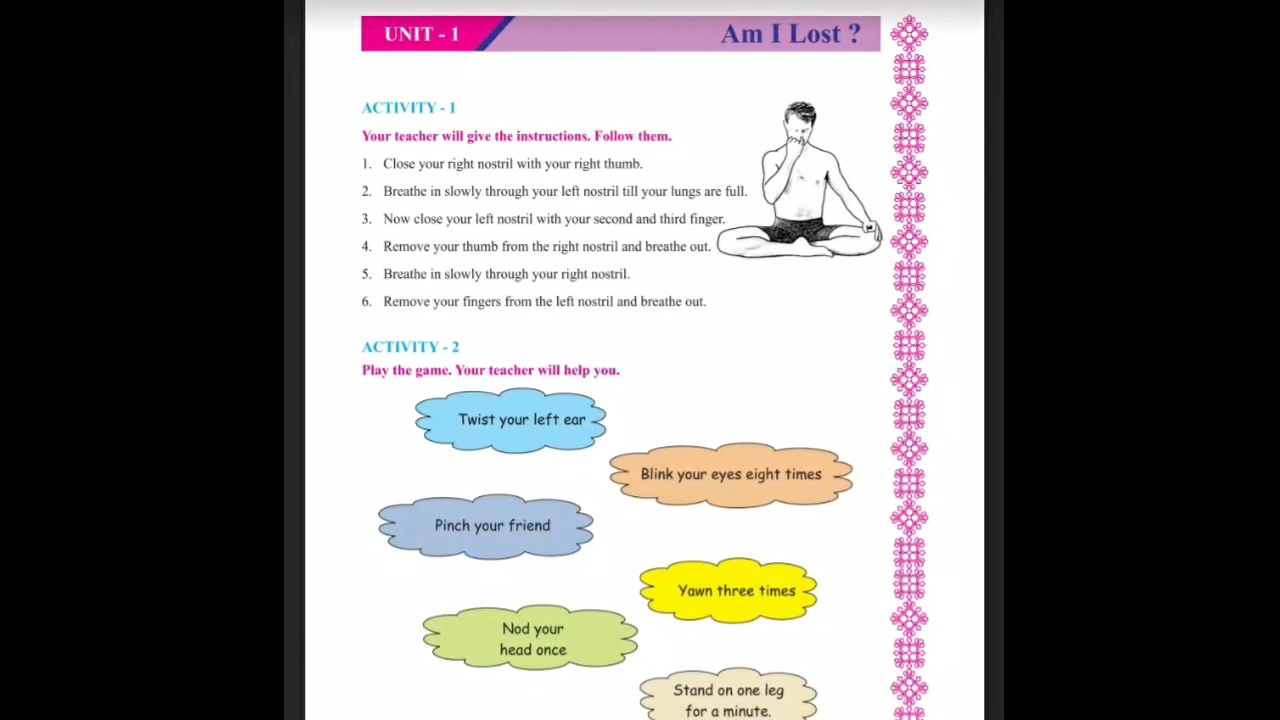 UNIT - 1
Am I Lost ?
ACTIVITY - 1
Your teacher will give the instructions. Follow them.
1. Close your right nostril with your right thumb.
2. Breathe in slowly through your left nostril till your lungs are full.
3. Now close your left nostril with your second and third finger.
4. Remove your thumb from the right nostril and breathe out.
5. Breathe in slowly through your right nostril.
6. Remove your fingers from the left nostril and breathe out.
ACTIVITY - 2
Play the game. Your teacher will help you.
Twist your left ear
Blink your eyes eight times
Pinch your friend
Yawn three times
Nod your
head once
Stand on one leg
for a minute.